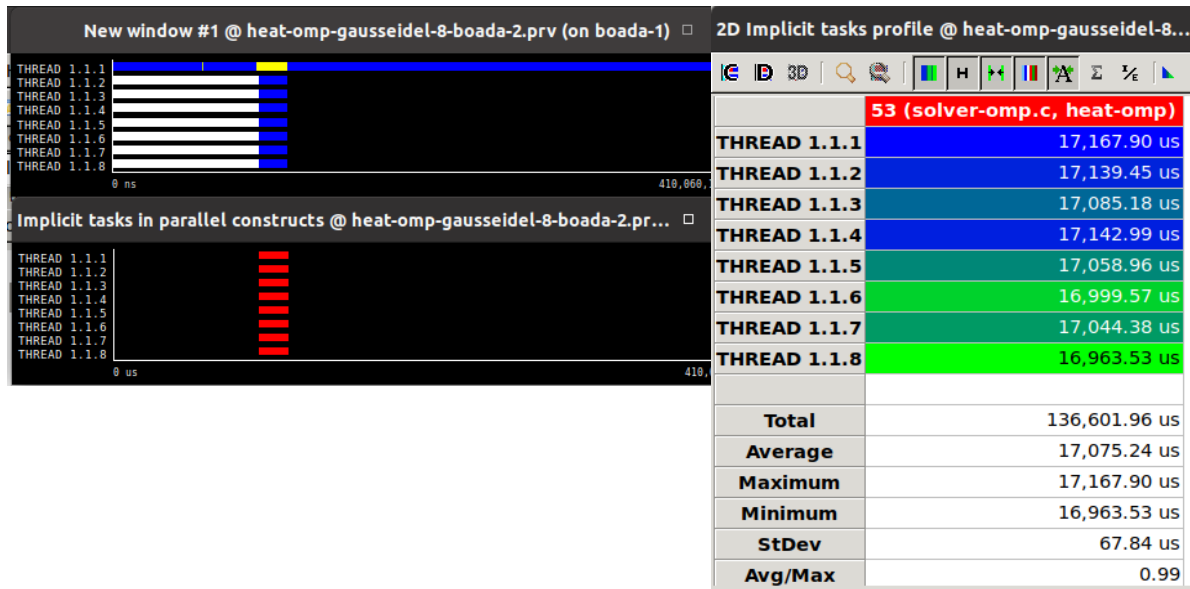 New window #1 @ heat-omp-gausseidel-8-boada-2.prv (on boada-1)
THREAD 1.1.1
THREAD 1.1.2
THREAD 1.1.3
THREAD 1.1.4
THREAD 1.1.5
THREAD 1.1.6
THREAD 1.1.7
THREAD 1.1.8
0 ns 410,060,
Implicit tasks in parallel constructs @ heat-omp-gausseidel-8-boada-2.pr...
THREAD 1.1.1
THREAD 1.1.2
THREAD 1.1.3
THREAD 1.1.4
THREAD 1.1.5
THREAD 1.1.6
THREAD 1.1.7
THREAD 1.1.8
0 us 410,
2D Implicit tasks profile @ heat-omp-gausseidel-8...
3D H A Σ ⅟E
53 (solver-omp.c, heat-omp)
THREAD 1.1.1 17,167.90 us
THREAD 1.1.2 17,139.45 us
THREAD 1.1.3 17,085.18 us
THREAD 1.1.4 17,142.99 us
THREAD 1.1.5 17,058.96 us
THREAD 1.1.6 16,999.57 us
THREAD 1.1.7 17,044.38 us
THREAD 1.1.8 16,963.53 us
Total 136,601.96 us
Average 17,075.24 us
Maximum 17,167.90 us
Minimum 16,963.53 us
StDev 67.84 us
Avg/Max 0.99